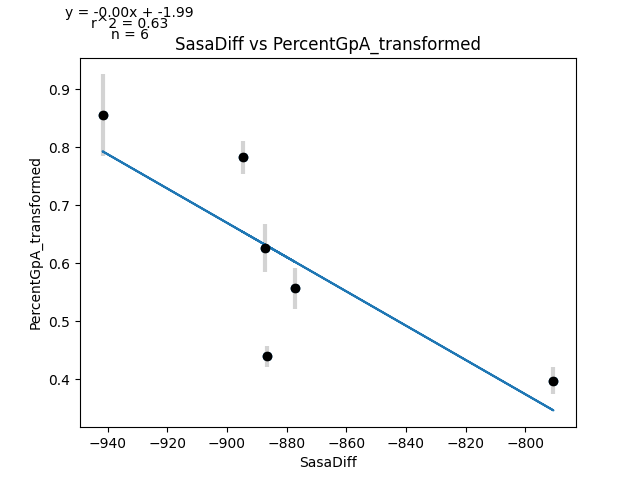 y = -0.00x + -1.99
r^2 = 0.63
n = 6
SasaDiff vs PercentGpA_transformed
PercentGpA_transformed
0.9
0.8
0.7
0.6
0.5
0.4
−940 −920 −900 −880 −860 −840 −820 −800
SasaDiff